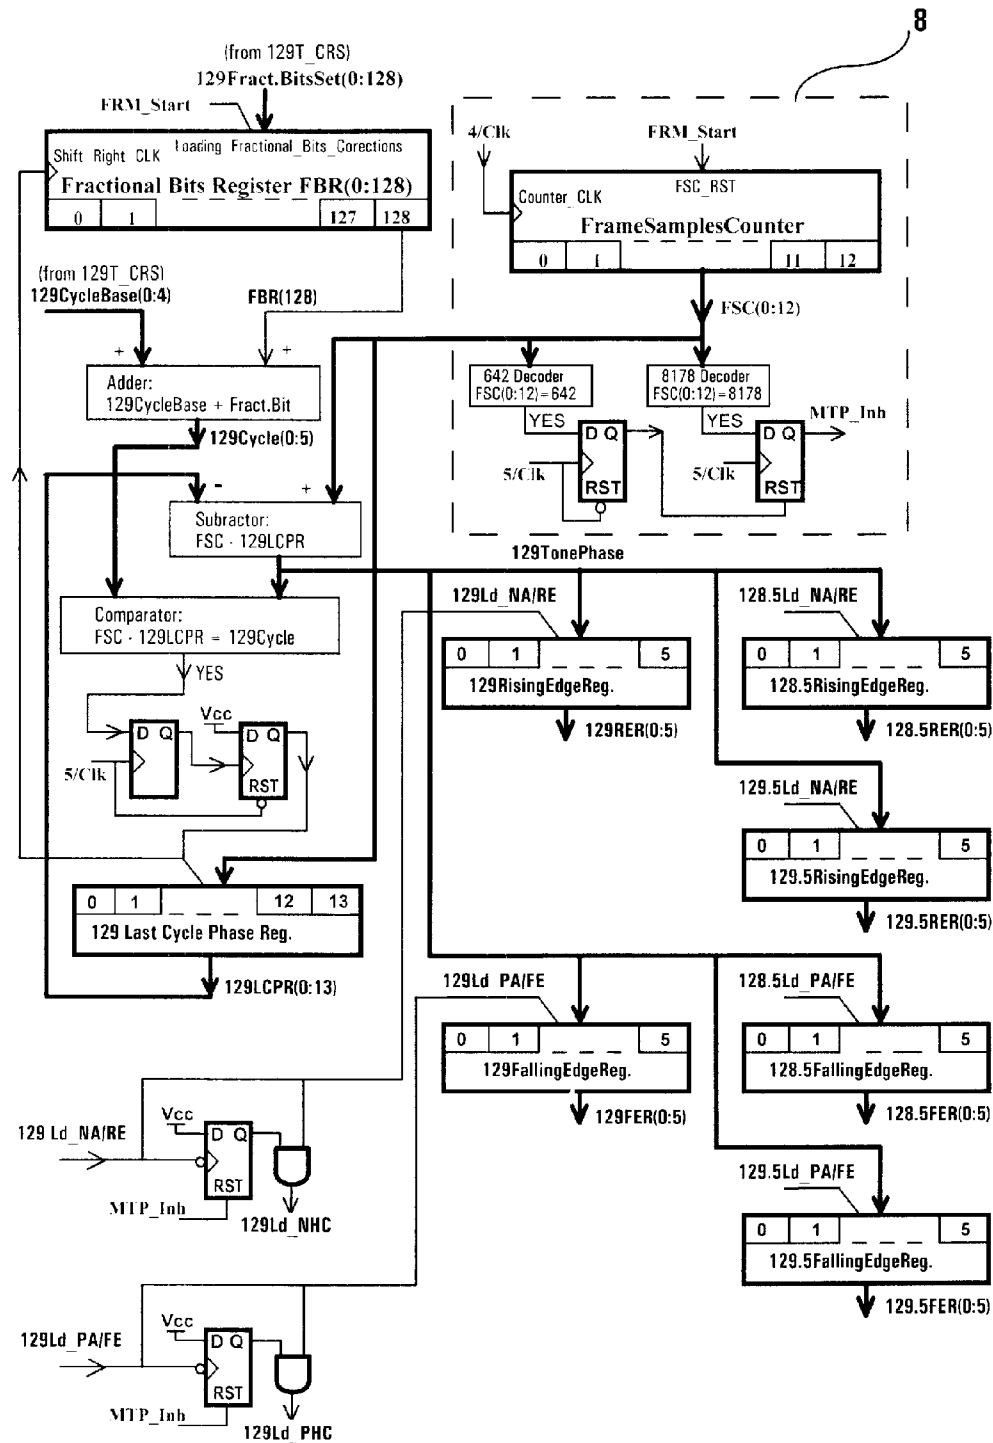 8
(from 129T_CRS)
129Fract.BitsSet(0:128)
FRM_Start
Loading Fractional_Bits_Corections
Shift Right CLK
Fractional Bits Register FBR(0:128)
0 1 127 128
4/Clk
FRM_Start
FSC_RST
Counter_CLK
FrameSamplesCounter
0 1 11 12
FSC(0:12)
(from 129T_CRS)
129CycleBase(0:4)
FBR(128)
+ +
Adder:
129CycleBase + Fract.Bit
129Cycle(0:5)
642 Decoder
FSC(0:12)=642
YES
8178 Decoder
FSC(0:12)=8178
YES
MTP_Inh
D Q
RST
5/Clk
D Q
RST
5/Clk
- +
Subractor:
FSC - 129LCPR
129TonePhase
Comparator:
FSC - 129LCPR = 129Cycle
YES
Vcc
D Q
D Q
RST
5/Clk
0 1 12 13
129 Last Cycle Phase Reg.
129LCPR(0:13)
129Ld_NA/RE
0 1 5
129RisingEdgeReg.
129RER(0:5)
128.5Ld_NA/RE
0 1 5
128.5RisingEdgeReg.
128.5RER(0:5)
129.5Ld_NA/RE
0 1 5
129.5RisingEdgeReg.
129.5RER(0:5)
129Ld PA/FE
0 1 5
129FallingEdgeReg.
129FER(0:5)
128.5Ld_PA/FE
0 1 5
128.5FallingEdgeReg.
128.5FER(0:5)
129.5Ld_PA/FE
0 1 5
129.5FallingEdgeReg.
129.5FER(0:5)
129 Ld_NA/RE
Vcc
D Q
RST
MTP_Inh
129Ld_NHC
129Ld_PA/FE
Vcc
D Q
RST
MTP_Inh
129Ld_PHC